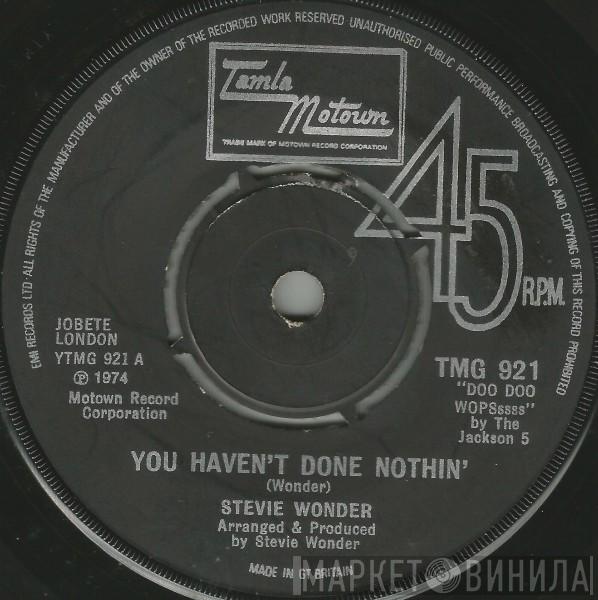 EMI RECORDS LTD·ALL RIGHTS OF THE MANUFACTURER AND OF THE OWNER OF THE RECORDED WORK RESERVED UNAUTHORISED PUBLIC PERFORMANCE BROADCASTING AND COPYING OF THIS RECORD PROHIBITED
Tamla
Motown
TRADE MARK OF MOTOWN RECORD CORPORATION
45
R.P.M.
JOBETE
LONDON
YTMG 921 A
℗ 1974
Motown Record
Corporation
TMG 921
"DOO DOO
WOPSssss"
by The
Jackson 5
YOU HAVEN'T DONE NOTHIN'
(Wonder)
STEVIE WONDER
Arranged & Produced
by Stevie Wonder
MADE IN GT BRITAIN
МАРКЕТ ВИНИЛА